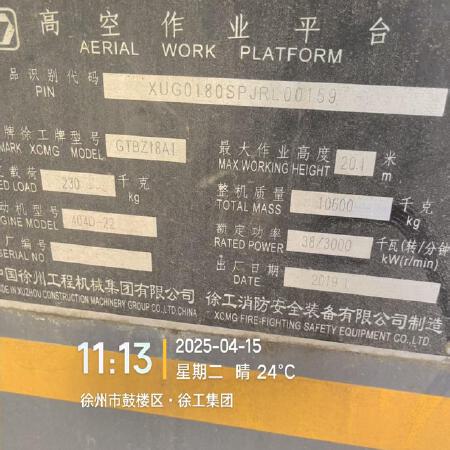 高空作业平台
AERIAL WORK PLATFORM
品识别代码
PIN
XUG0180SPJRL00159
牌徐工牌型号
MARK XCMG MODEL
GTBZ18A1
最大作业高度
MAX.WORKING HEIGHT
20.1
米
m
载荷
ED LOAD
230
千克
kg
整机质量
TOTAL MASS
10600
千克
kg
动机型号
NGINE MODEL
404D-22
额定功率
RATED POWER
38/3000
千瓦(转/分钟
kW(r/min)
厂编号
SERIAL NO.
出厂日期
DATE
2019
中国徐州工程机械集团有限公司
DE IN XUZHOU CONSTRUCTION MACHINERY GROUP CO.,LTD.CHINA
徐工消防安全装备有限公司制造
XCMG FIRE-FIGHTING SAFETY EQUIPMENT CO.,LTD.
11:13
2025-04-15
星期二 晴 24°C
徐州市鼓楼区·徐工集团